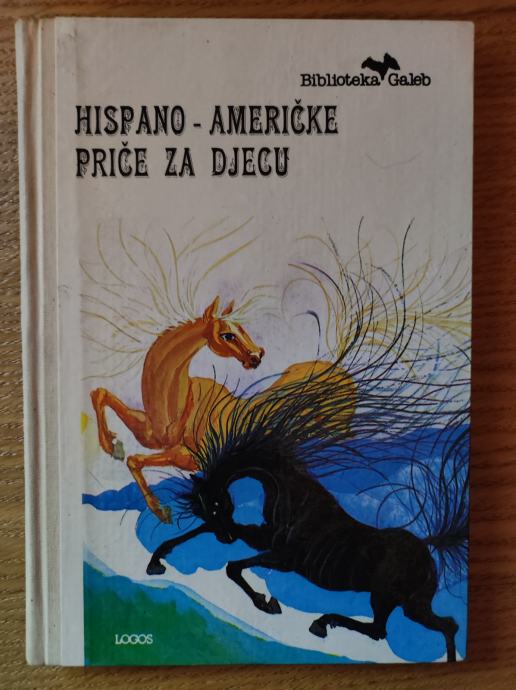 Biblioteka Galeb
HISPANO - AMERIČKE
PRIČE ZA DJECU
LOGOS